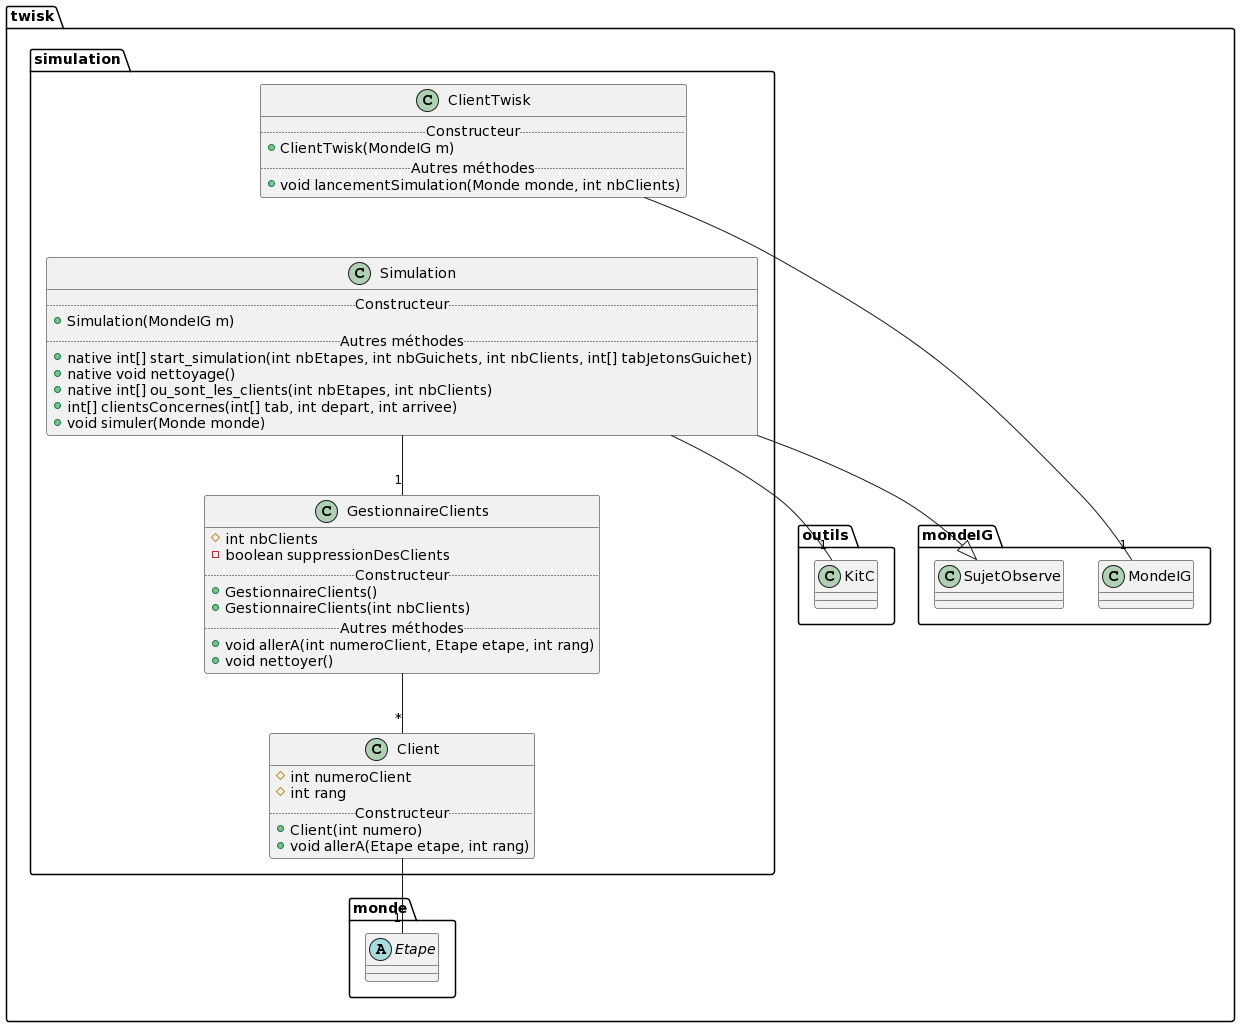 twisk
simulation
C ClientTwisk
Constructeur
ClientTwisk(MondeIG m)
Autres méthodes
void lancementSimulation(Monde monde, int nbClients)
C Simulation
Constructeur
Simulation(MondeIG m)
Autres méthodes
native int[] start_simulation(int nbEtapes, int nbGuichets, int nbClients, int[] tabJetonsGuichet)
native void nettoyage()
native int[] ou_sont_les_clients(int nbEtapes, int nbClients)
int[] clientsConcernes(int[] tab, int depart, int arrivee)
void simuler(Monde monde)
1
C GestionnaireClients
int nbClients
boolean suppressionDesClients
Constructeur
GestionnaireClients()
GestionnaireClients(int nbClients)
Autres méthodes
void allerA(int numeroClient, Etape etape, int rang)
void nettoyer()
*
C Client
int numeroClient
int rang
Constructeur
Client(int numero)
void allerA(Etape etape, int rang)
outils
1
C KitC
mondeIG
1
C SujetObserve
C MondeIG
monde
1
A Etape